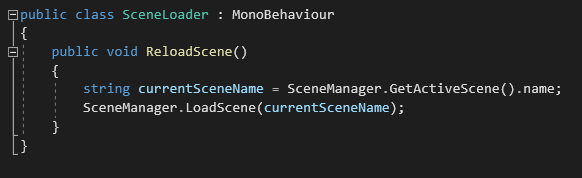 public class SceneLoader : MonoBehaviour
{
    public void ReloadScene()
    {
        string currentSceneName = SceneManager.GetActiveScene().name;
        SceneManager.LoadScene(currentSceneName);
    }
}